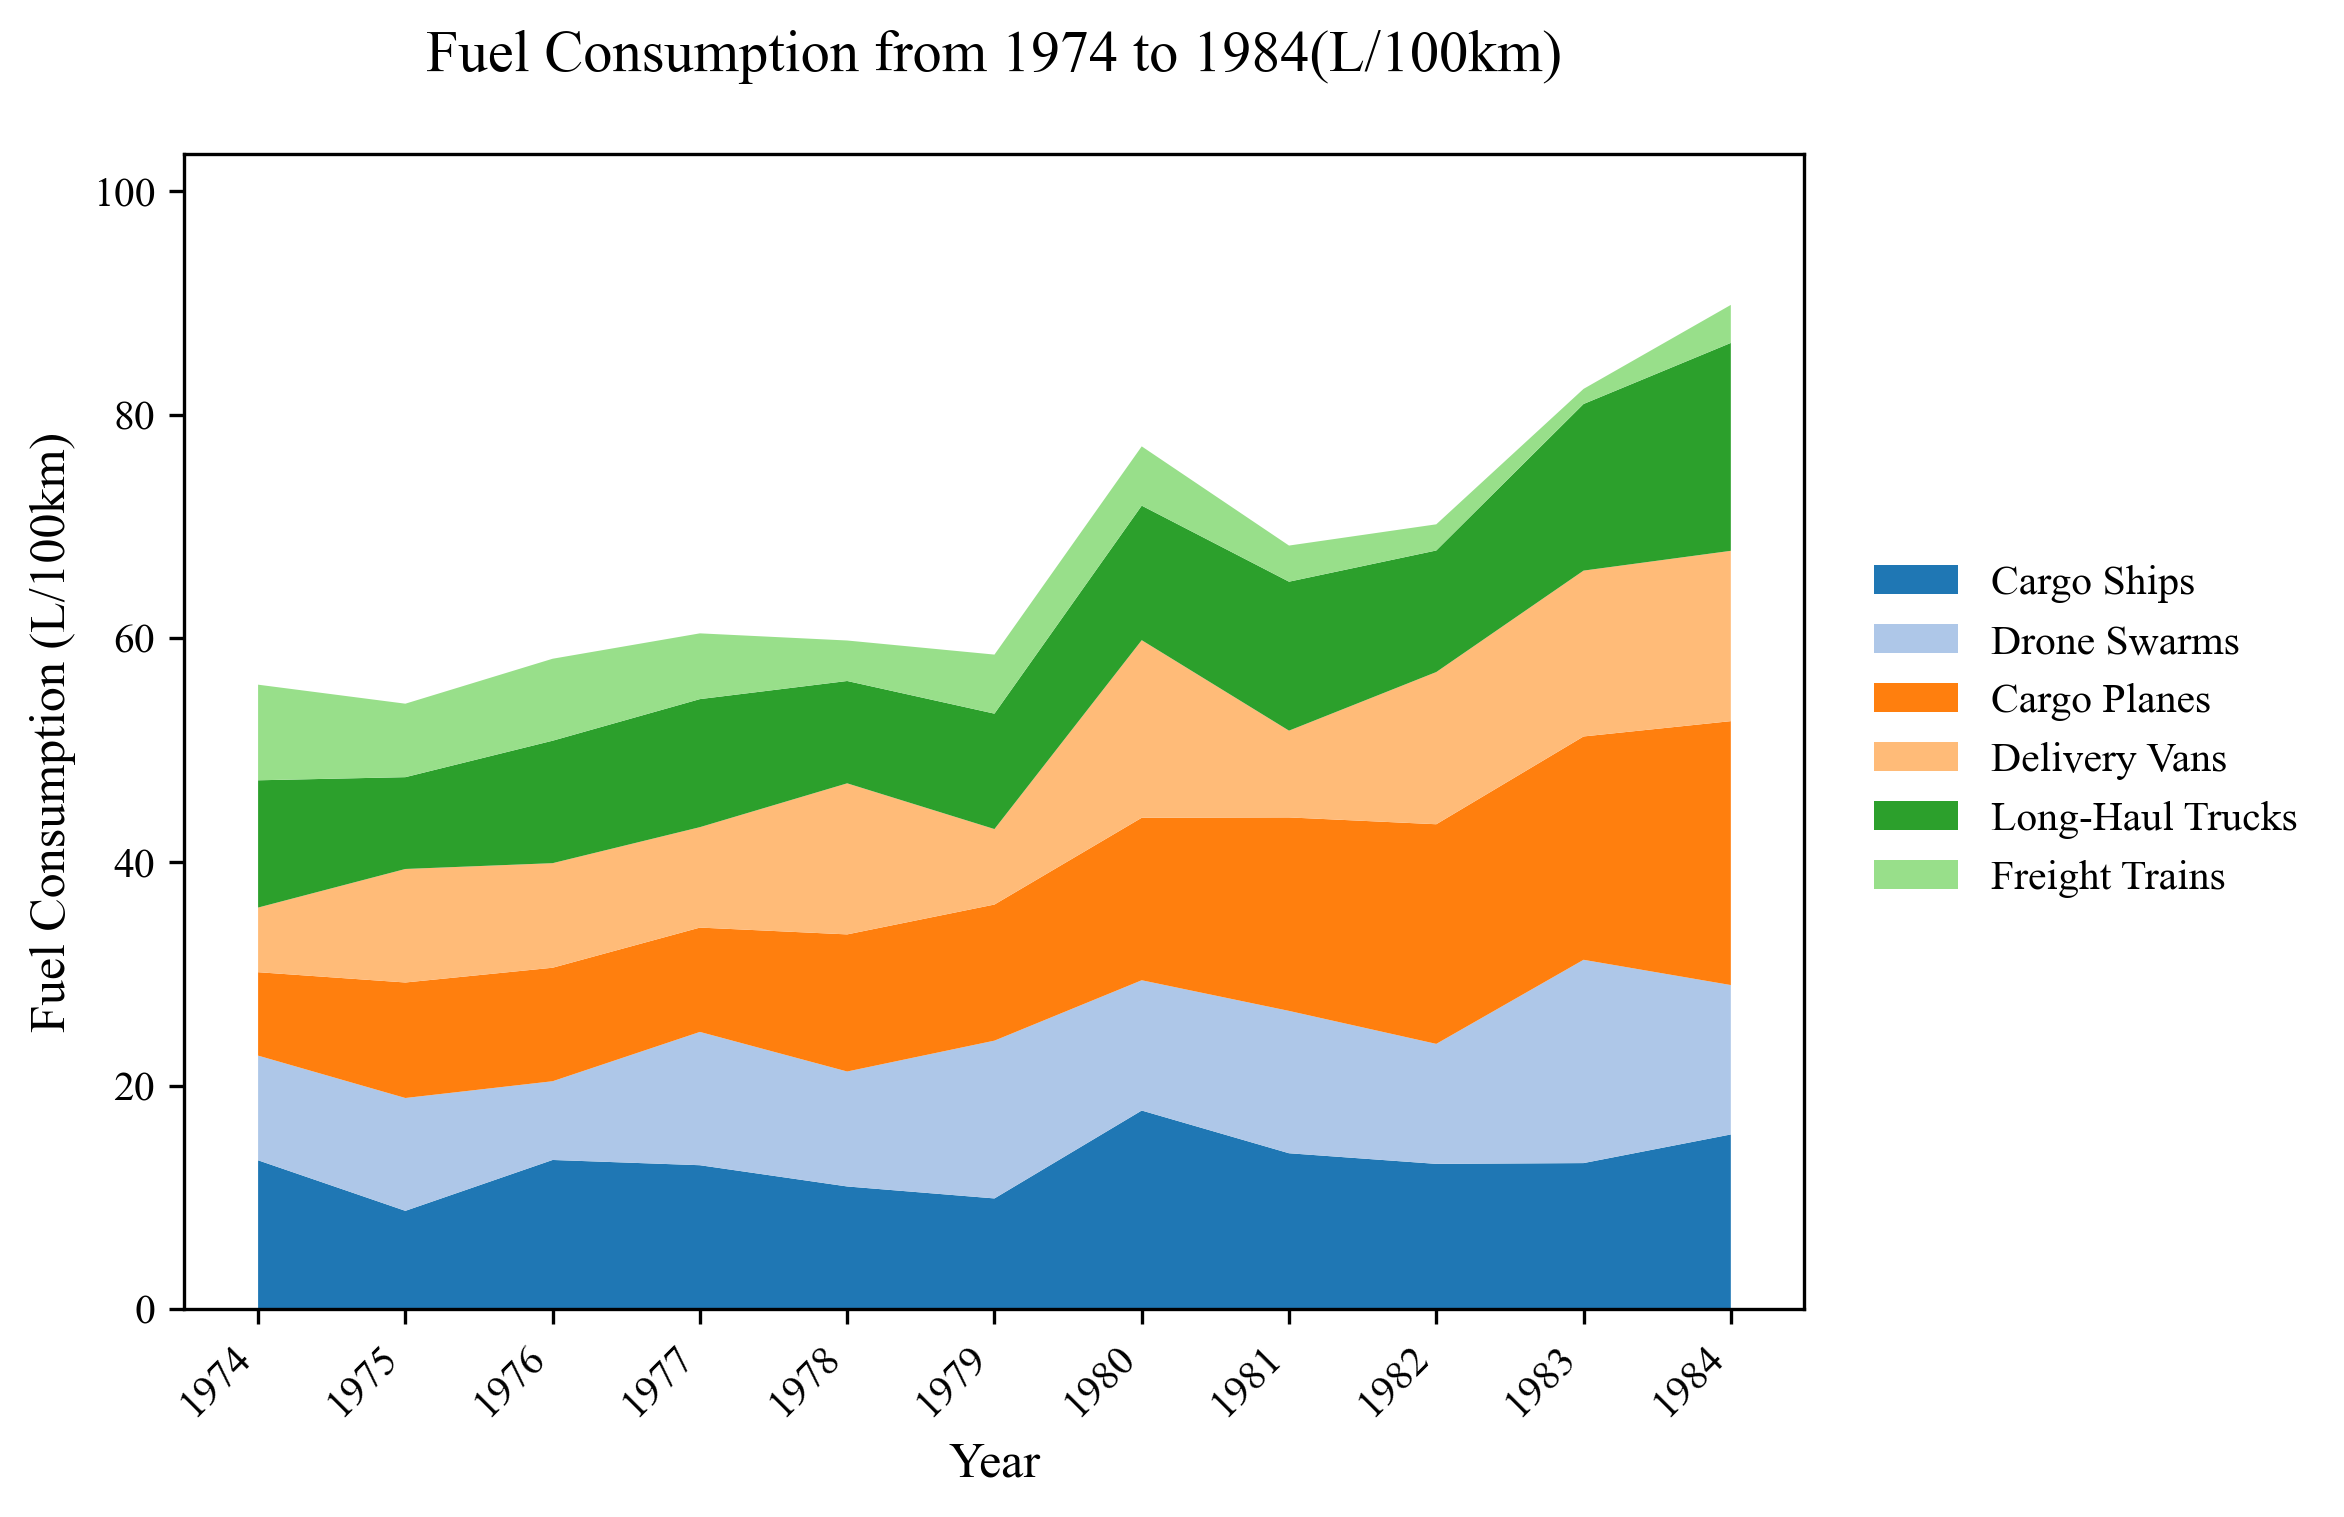 Fuel Consumption from 1974 to 1984(L/100km)
Fuel Consumption (L/100km)
100
80
60
40
20
0
1974
1975
1976
1977
1978
1979
1980
1981
1982
1983
1984
Year
Cargo Ships
Drone Swarms
Cargo Planes
Delivery Vans
Long-Haul Trucks
Freight Trains